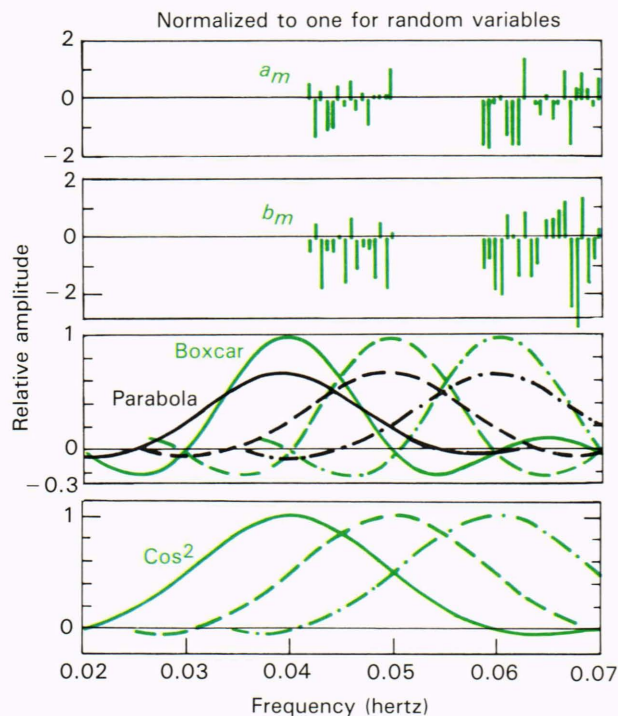 Normalized to one for random variables
2
0
−2
a_m
2
0
−2
b_m
1
0
−0.3
Boxcar
Parabola
1
0
Cos²
0.02 0.03 0.04 0.05 0.06 0.07
Frequency (hertz)
Relative amplitude